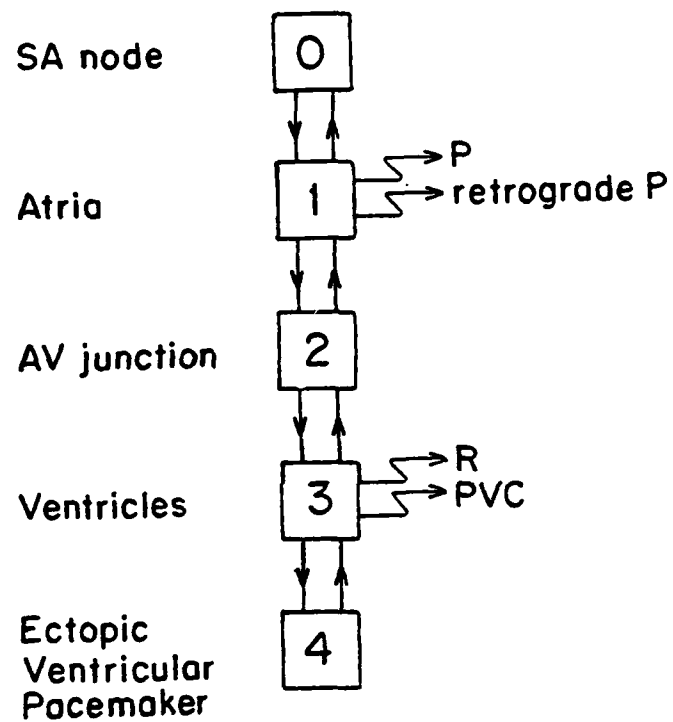 SA node
0
P
retrograde P
Atria
1
AV junction
2
R
PVC
Ventricles
3
Ectopic
Ventricular
Pacemaker
4